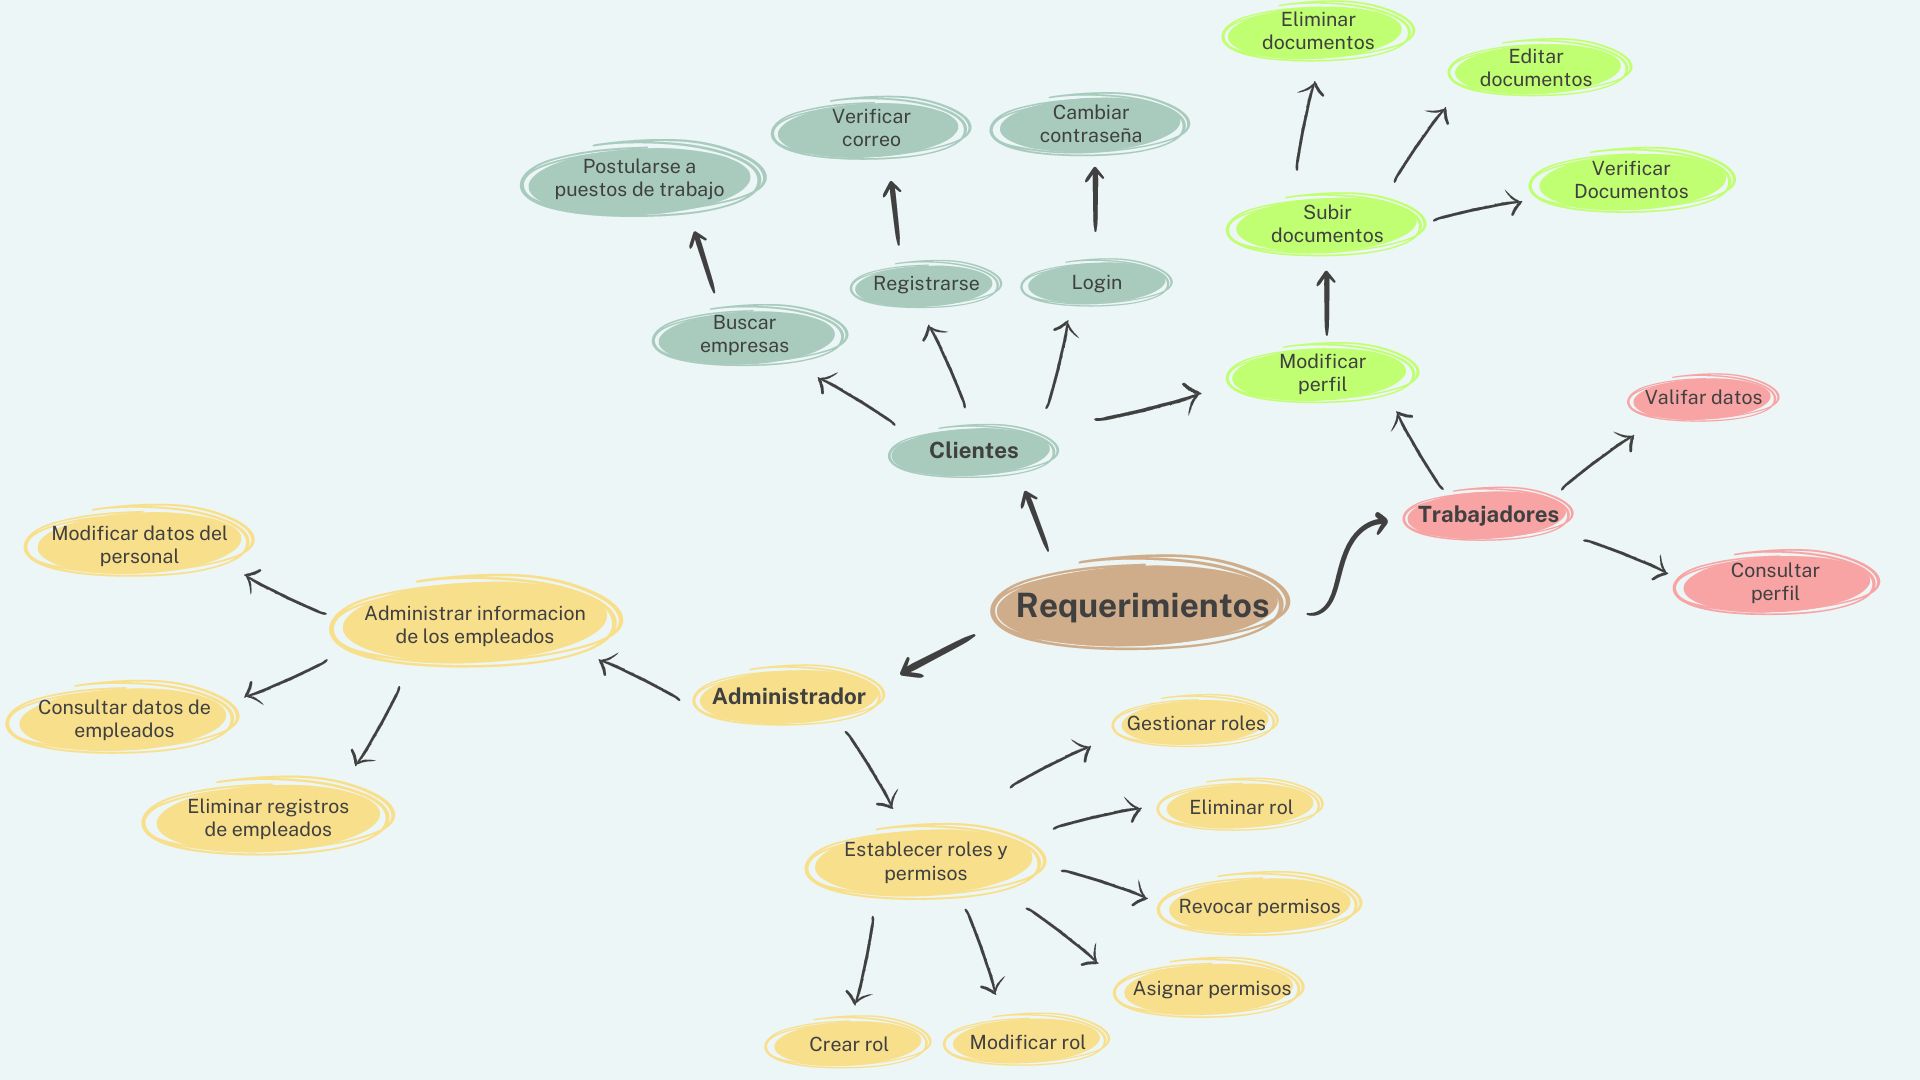 Eliminar
documentos
Editar
documentos
Verificar
correo
Cambiar
contraseña
Postularse a
puestos de trabajo
Verificar
Documentos
Subir
documentos
Registrarse
Login
Buscar
empresas
Modificar
perfil
Valifar datos
Clientes
Trabajadores
Modificar datos del
personal
Consultar
perfil
Requerimientos
Administrar informacion
de los empleados
Administrador
Consultar datos de
empleados
Gestionar roles
Eliminar registros
de empleados
Eliminar rol
Establecer roles y
permisos
Revocar permisos
Asignar permisos
Crear rol
Modificar rol